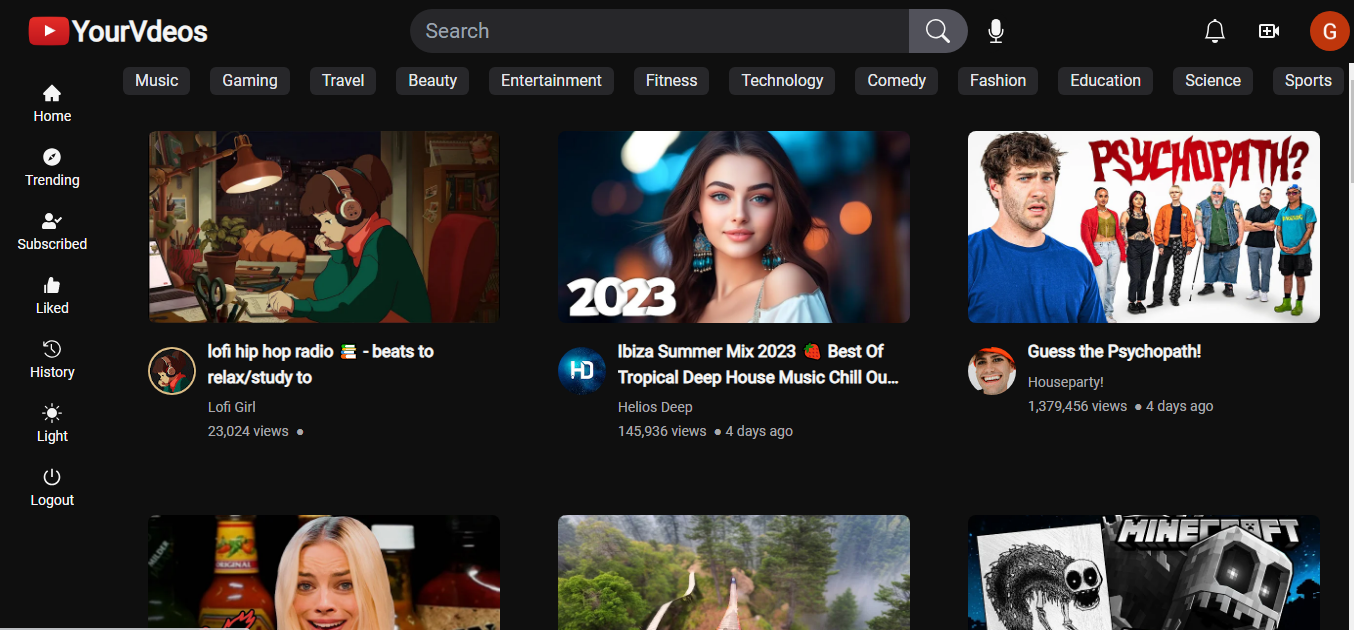 YourVdeos
Search
G
Music Gaming Travel Beauty Entertainment Fitness Technology Comedy Fashion Education Science Sports
Home
Trending
Subscribed
Liked
History
Light
Logout
2023
PSYCHOPATH?
lofi hip hop radio 📚 - beats to
relax/study to
Lofi Girl
23,024 views ●
HD
Ibiza Summer Mix 2023 🍓 Best Of
Tropical Deep House Music Chill Ou...
Helios Deep
145,936 views ● 4 days ago
Guess the Psychopath!
Houseparty!
1,379,456 views ● 4 days ago
ORIGINAL
MINECRAFT